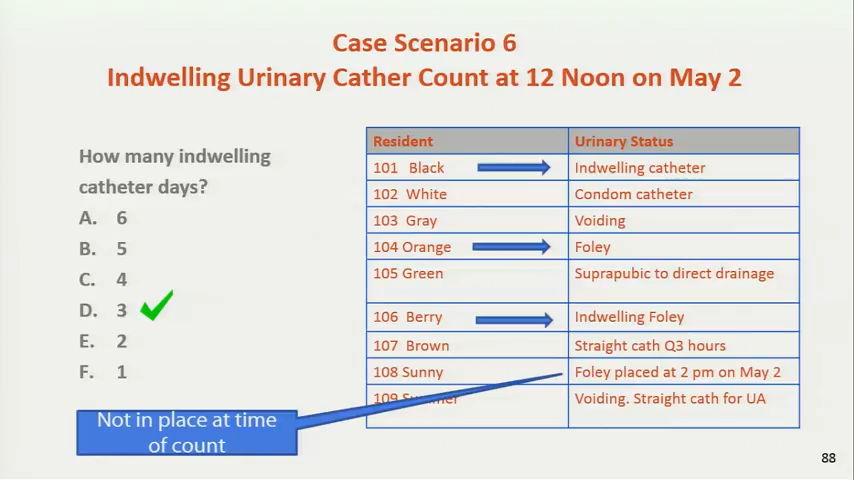 Case Scenario 6
Indwelling Urinary Cather Count at 12 Noon on May 2
How many indwelling
catheter days?
A. 6
B. 5
C. 4
D. 3
E. 2
F. 1
Resident Urinary Status
101 Black Indwelling catheter
102 White Condom catheter
103 Gray Voiding
104 Orange Foley
105 Green Suprapubic to direct drainage
106 Berry Indwelling Foley
107 Brown Straight cath Q3 hours
108 Sunny Foley placed at 2 pm on May 2
109 Summer Voiding. Straight cath for UA
Not in place at time
of count
88